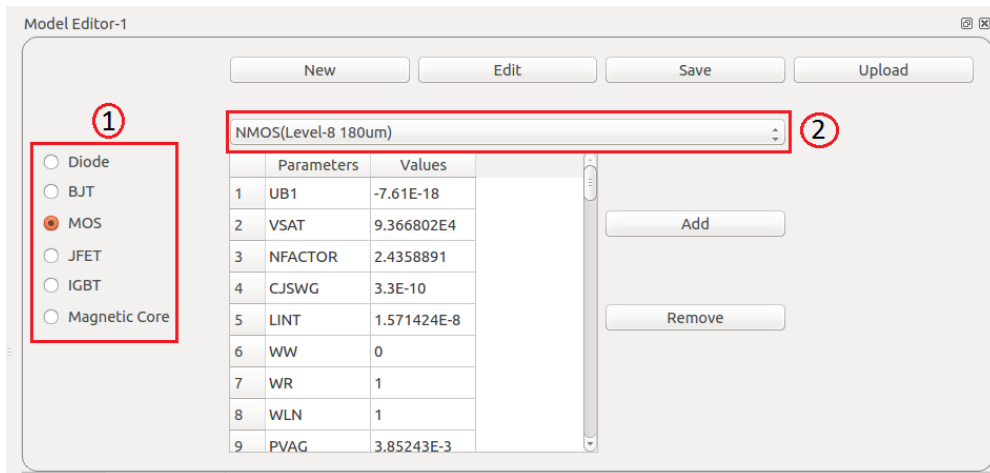 Model Editor-1
New Edit Save Upload
1
NMOS(Level-8 180um)
2
Diode
BJT
MOS
JFET
IGBT
Magnetic Core
Parameters Values
1 UB1 -7.61E-18
2 VSAT 9.366802E4
3 NFACTOR 2.4358891
4 CJSWG 3.3E-10
5 LINT 1.571424E-8
6 WW 0
7 WR 1
8 WLN 1
9 PVAG 3.85243E-3
Add
Remove